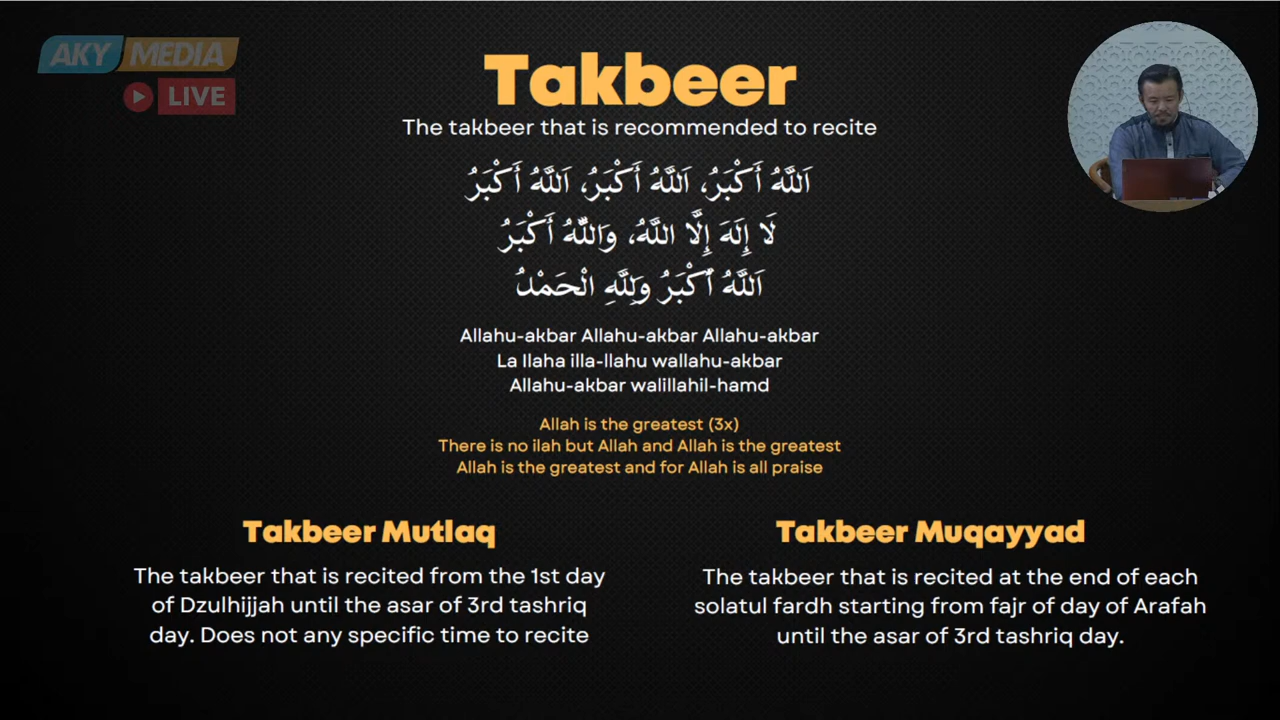 AKY MEDIA
LIVE
Takbeer
The takbeer that is recommended to recite
اَللَّهُ أَكْبَرُ، اَللَّهُ أَكْبَرُ، اَللَّهُ أَكْبَرُ
لَا إِلَهَ إِلَّا اللَّهُ، وَاللَّهُ أَكْبَرُ
اَللَّهُ أَكْبَرُ وَلِلَّهِ الْحَمْدُ
Allahu-akbar Allahu-akbar Allahu-akbar
La Ilaha illa-llahu wallahu-akbar
Allahu-akbar walillahil-hamd
Allah is the greatest (3x)
There is no ilah but Allah and Allah is the greatest
Allah is the greatest and for Allah is all praise
Takbeer Mutlaq
The takbeer that is recited from the 1st day
of Dzulhijjah until the asar of 3rd tashriq
day. Does not any specific time to recite
Takbeer Muqayyad
The takbeer that is recited at the end of each
solatul fardh starting from fajr of day of Arafah
until the asar of 3rd tashriq day.